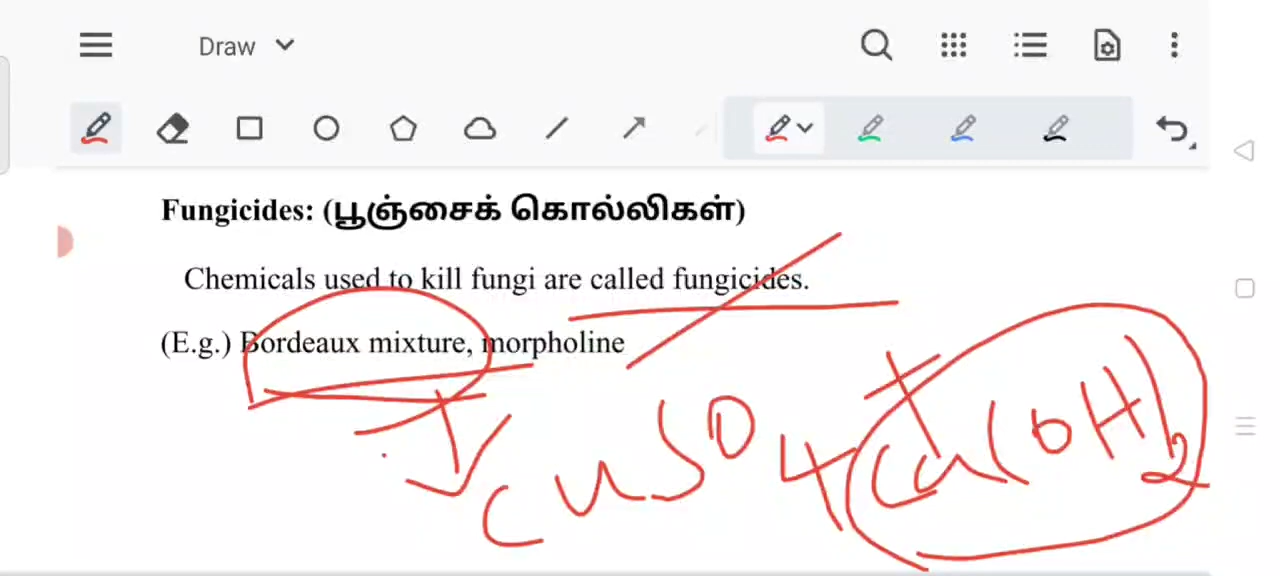 Draw
Fungicides: (பூஞ்சைக் கொல்லிகள்)
Chemicals used to kill fungi are called fungicides.
(E.g.) Bordeaux mixture, morpholine
CuSO4 + Ca(OH)2